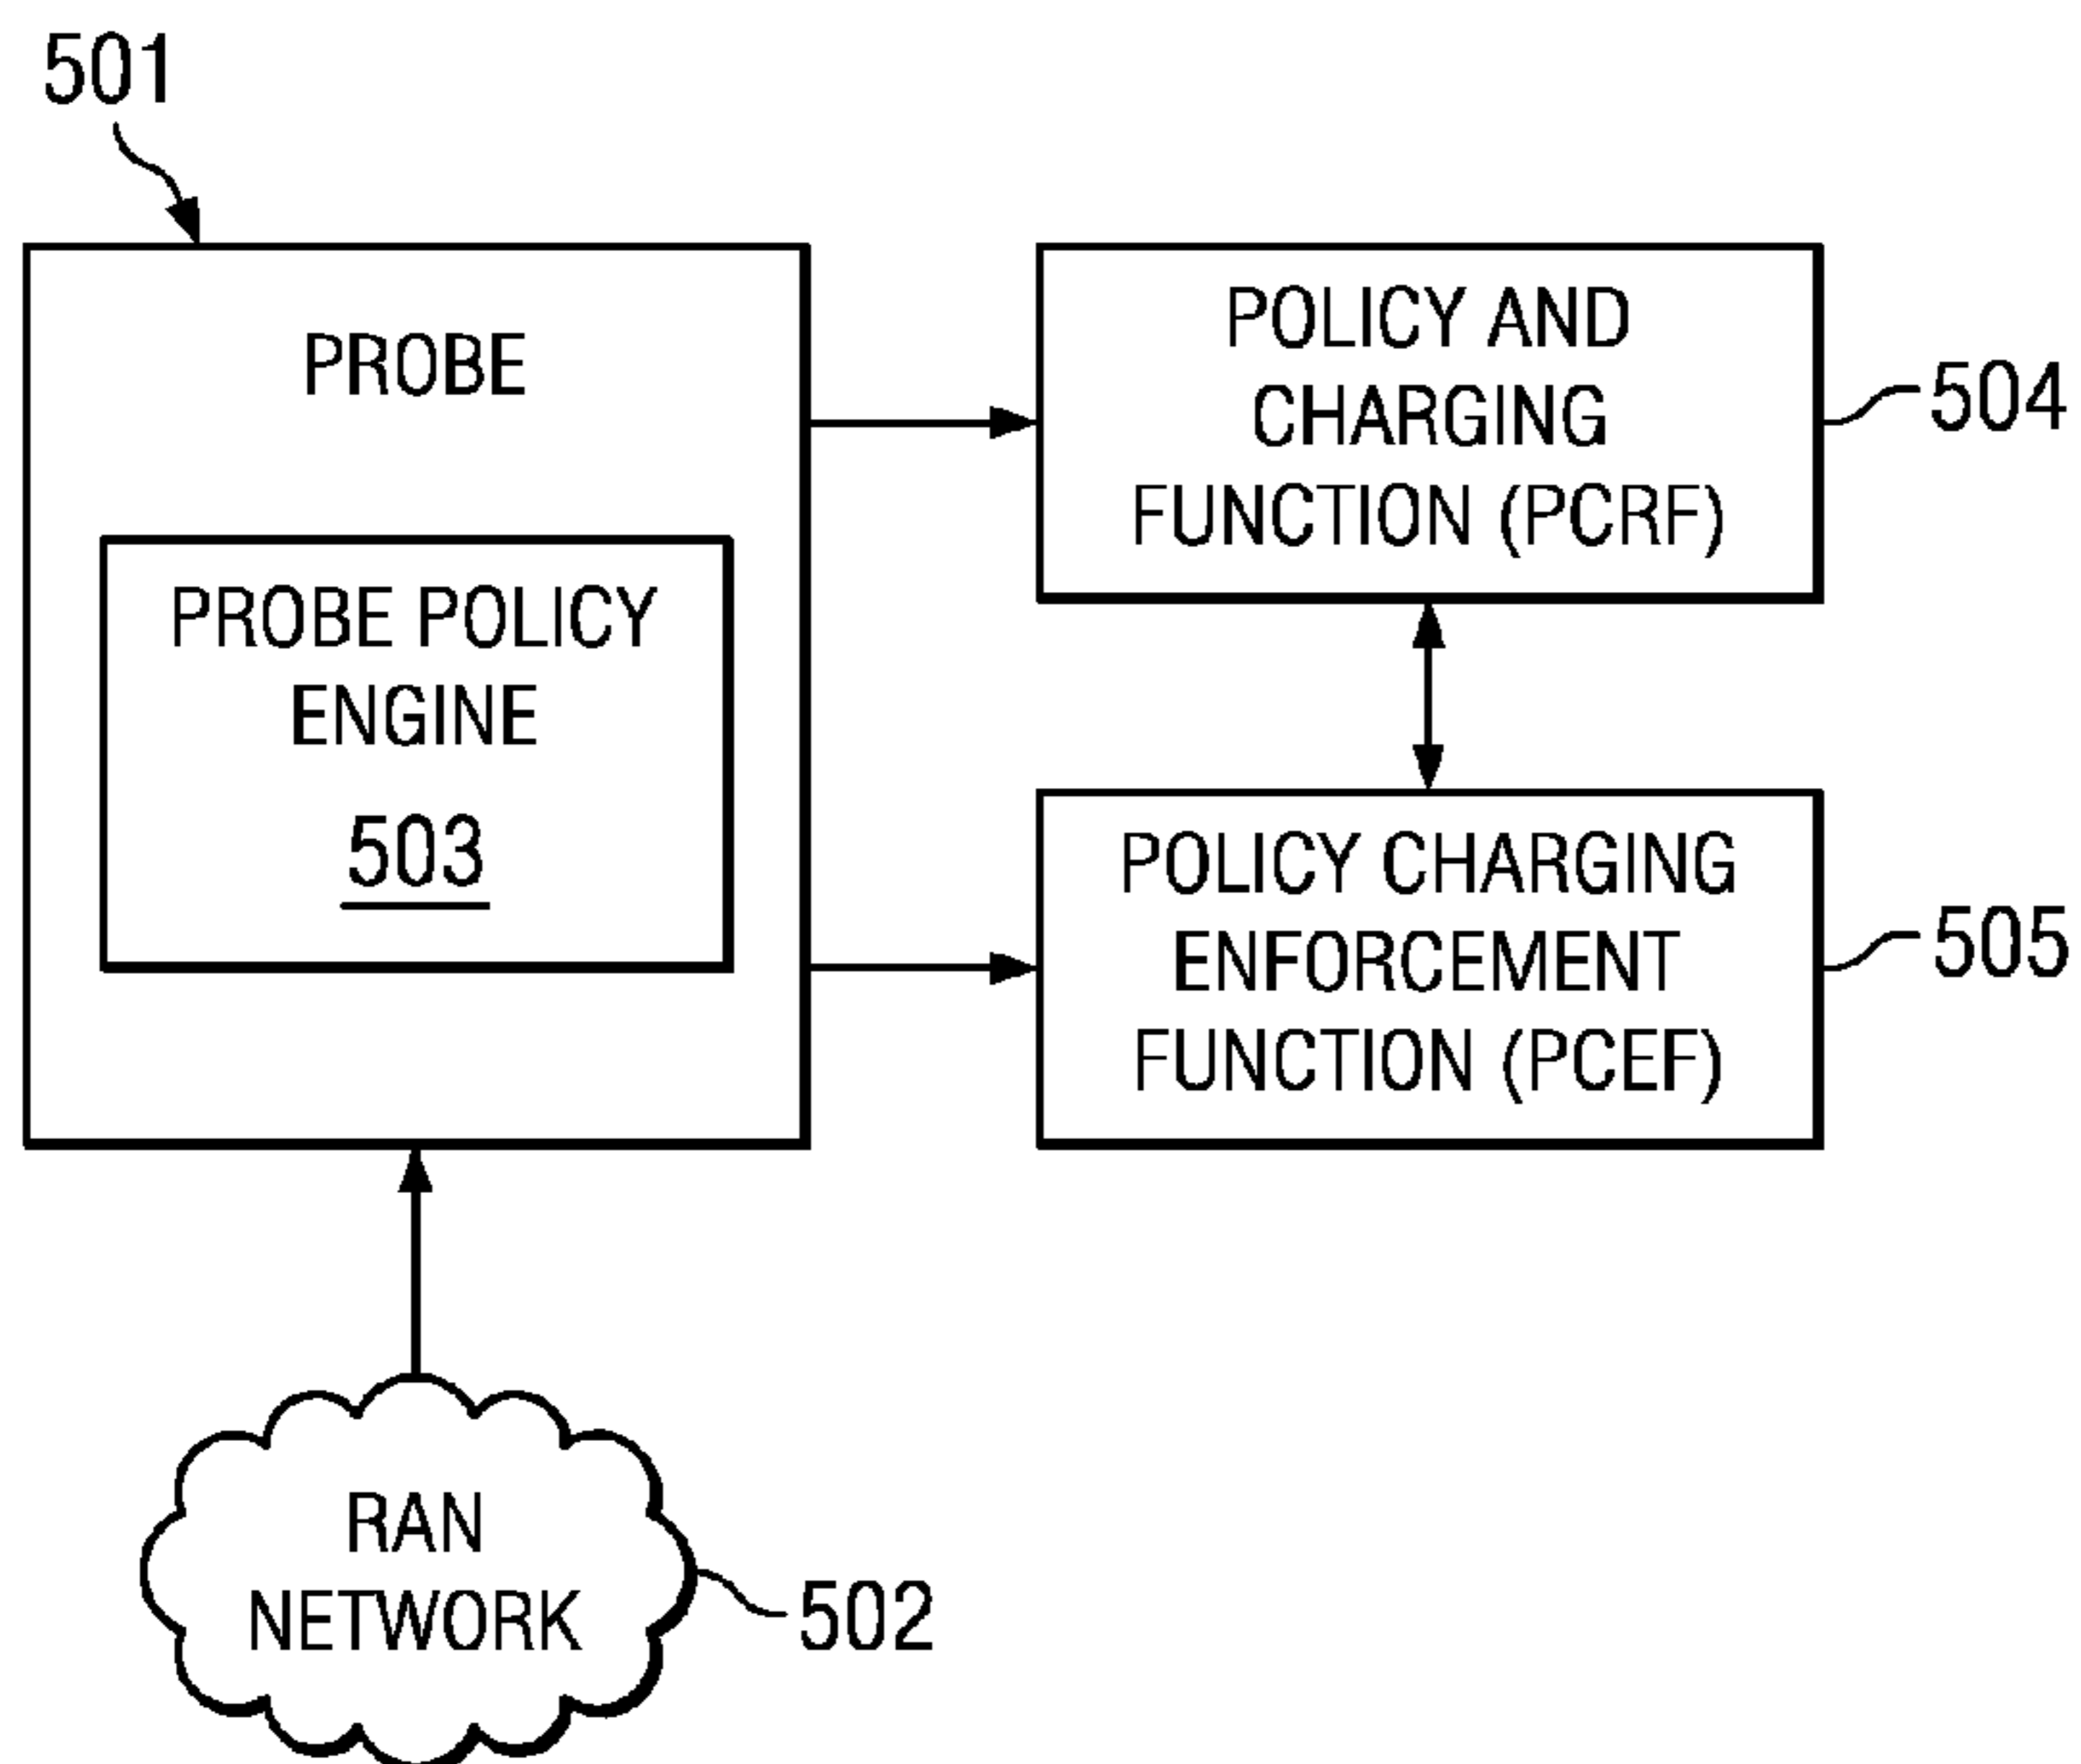 501
PROBE
PROBE POLICY
ENGINE
503
POLICY AND
CHARGING
FUNCTION (PCRF)
504
POLICY CHARGING
ENFORCEMENT
FUNCTION (PCEF)
505
RAN
NETWORK
502